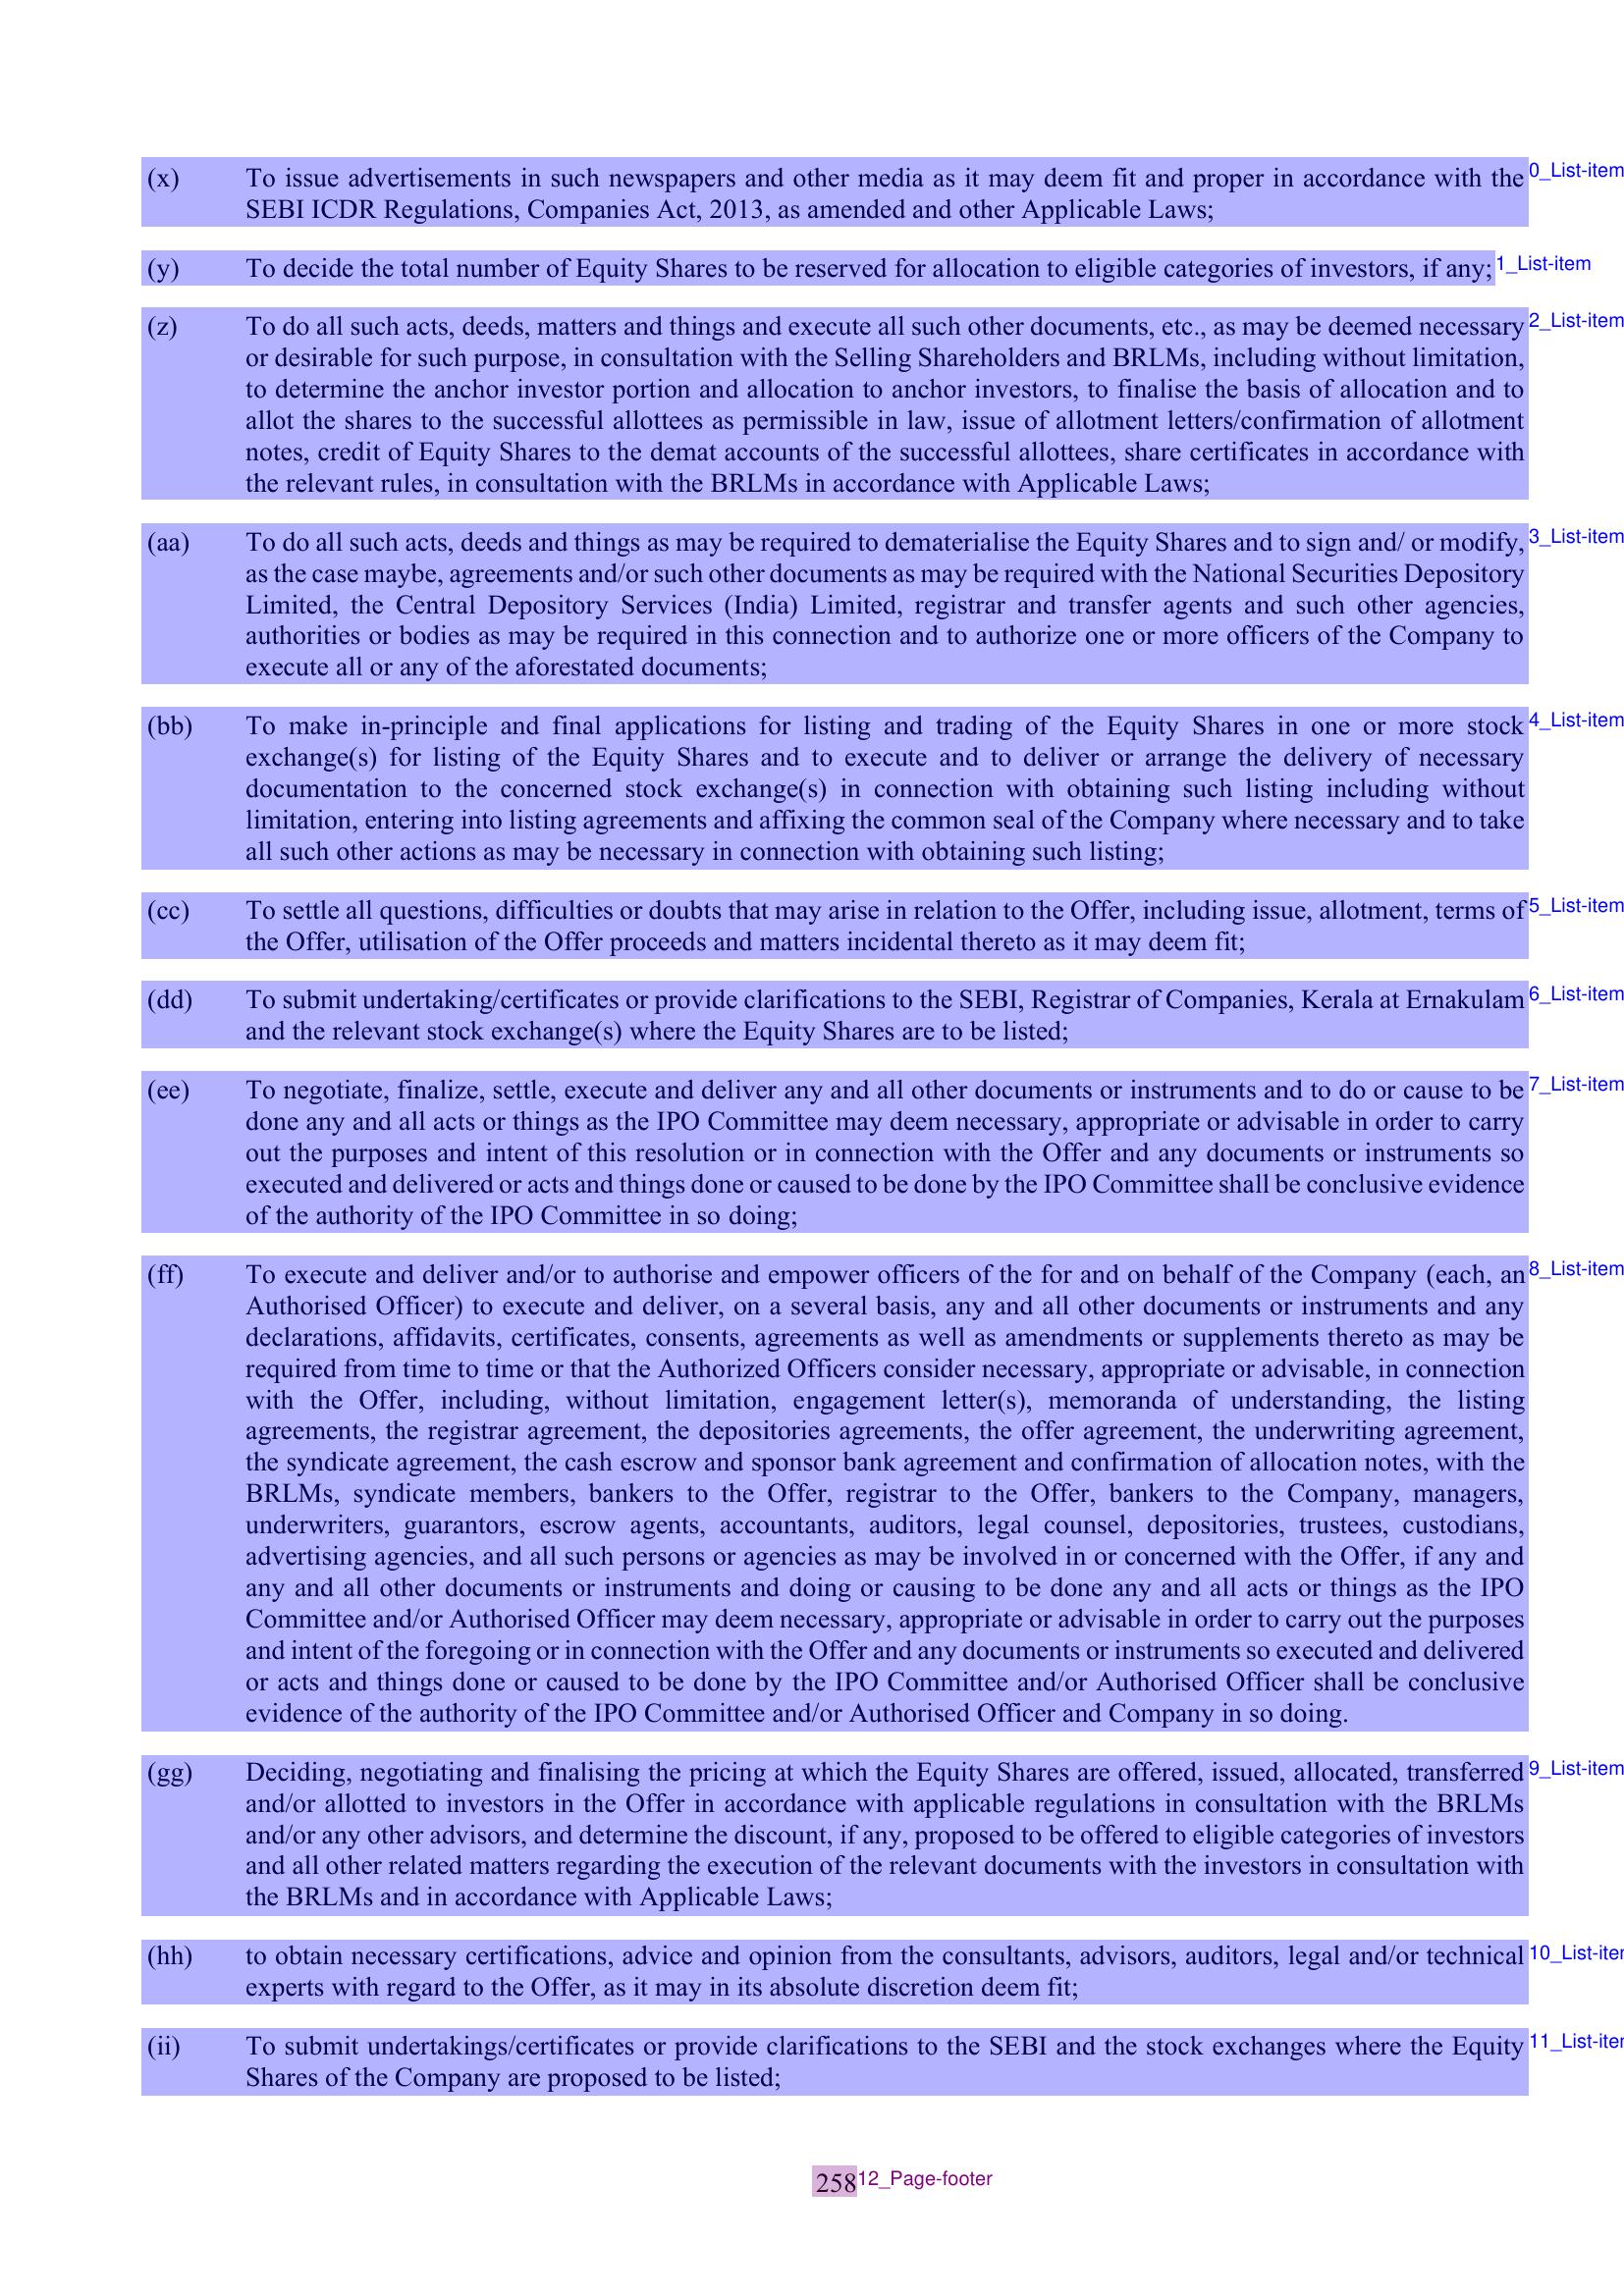 (x) To issue advertisements in such newspapers and other media as it may deem fit and proper in accordance with the 0_List-item
SEBI ICDR Regulations, Companies Act, 2013, as amended and other Applicable Laws;
(y) To decide the total number of Equity Shares to be reserved for allocation to eligible categories of investors, if any; 1_List-item
(z) To do all such acts, deeds, matters and things and execute all such other documents, etc., as may be deemed necessary 2_List-item
or desirable for such purpose, in consultation with the Selling Shareholders and BRLMs, including without limitation,
to determine the anchor investor portion and allocation to anchor investors, to finalise the basis of allocation and to
allot the shares to the successful allottees as permissible in law, issue of allotment letters/confirmation of allotment
notes, credit of Equity Shares to the demat accounts of the successful allottees, share certificates in accordance with
the relevant rules, in consultation with the BRLMs in accordance with Applicable Laws;
(aa) To do all such acts, deeds and things as may be required to dematerialise the Equity Shares and to sign and/ or modify, 3_List-item
as the case maybe, agreements and/or such other documents as may be required with the National Securities Depository
Limited, the Central Depository Services (India) Limited, registrar and transfer agents and such other agencies,
authorities or bodies as may be required in this connection and to authorize one or more officers of the Company to
execute all or any of the aforestated documents;
(bb) To make in-principle and final applications for listing and trading of the Equity Shares in one or more stock 4_List-item
exchange(s) for listing of the Equity Shares and to execute and to deliver or arrange the delivery of necessary
documentation to the concerned stock exchange(s) in connection with obtaining such listing including without
limitation, entering into listing agreements and affixing the common seal of the Company where necessary and to take
all such other actions as may be necessary in connection with obtaining such listing;
(cc) To settle all questions, difficulties or doubts that may arise in relation to the Offer, including issue, allotment, terms of 5_List-item
the Offer, utilisation of the Offer proceeds and matters incidental thereto as it may deem fit;
(dd) To submit undertaking/certificates or provide clarifications to the SEBI, Registrar of Companies, Kerala at Ernakulam 6_List-item
and the relevant stock exchange(s) where the Equity Shares are to be listed;
(ee) To negotiate, finalize, settle, execute and deliver any and all other documents or instruments and to do or cause to be 7_List-item
done any and all acts or things as the IPO Committee may deem necessary, appropriate or advisable in order to carry
out the purposes and intent of this resolution or in connection with the Offer and any documents or instruments so
executed and delivered or acts and things done or caused to be done by the IPO Committee shall be conclusive evidence
of the authority of the IPO Committee in so doing;
(ff) To execute and deliver and/or to authorise and empower officers of the for and on behalf of the Company (each, an 8_List-item
Authorised Officer) to execute and deliver, on a several basis, any and all other documents or instruments and any
declarations, affidavits, certificates, consents, agreements as well as amendments or supplements thereto as may be
required from time to time or that the Authorized Officers consider necessary, appropriate or advisable, in connection
with the Offer, including, without limitation, engagement letter(s), memoranda of understanding, the listing
agreements, the registrar agreement, the depositories agreements, the offer agreement, the underwriting agreement,
the syndicate agreement, the cash escrow and sponsor bank agreement and confirmation of allocation notes, with the
BRLMs, syndicate members, bankers to the Offer, registrar to the Offer, bankers to the Company, managers,
underwriters, guarantors, escrow agents, accountants, auditors, legal counsel, depositories, trustees, custodians,
advertising agencies, and all such persons or agencies as may be involved in or concerned with the Offer, if any and
any and all other documents or instruments and doing or causing to be done any and all acts or things as the IPO
Committee and/or Authorised Officer may deem necessary, appropriate or advisable in order to carry out the purposes
and intent of the foregoing or in connection with the Offer and any documents or instruments so executed and delivered
or acts and things done or caused to be done by the IPO Committee and/or Authorised Officer shall be conclusive
evidence of the authority of the IPO Committee and/or Authorised Officer and Company in so doing.
(gg) Deciding, negotiating and finalising the pricing at which the Equity Shares are offered, issued, allocated, transferred 9_List-item
and/or allotted to investors in the Offer in accordance with applicable regulations in consultation with the BRLMs
and/or any other advisors, and determine the discount, if any, proposed to be offered to eligible categories of investors
and all other related matters regarding the execution of the relevant documents with the investors in consultation with
the BRLMs and in accordance with Applicable Laws;
(hh) to obtain necessary certifications, advice and opinion from the consultants, advisors, auditors, legal and/or technical 10_List-iter
experts with regard to the Offer, as it may in its absolute discretion deem fit;
(ii) To submit undertakings/certificates or provide clarifications to the SEBI and the stock exchanges where the Equity 11_List-iter
Shares of the Company are proposed to be listed;
258 12_Page-footer